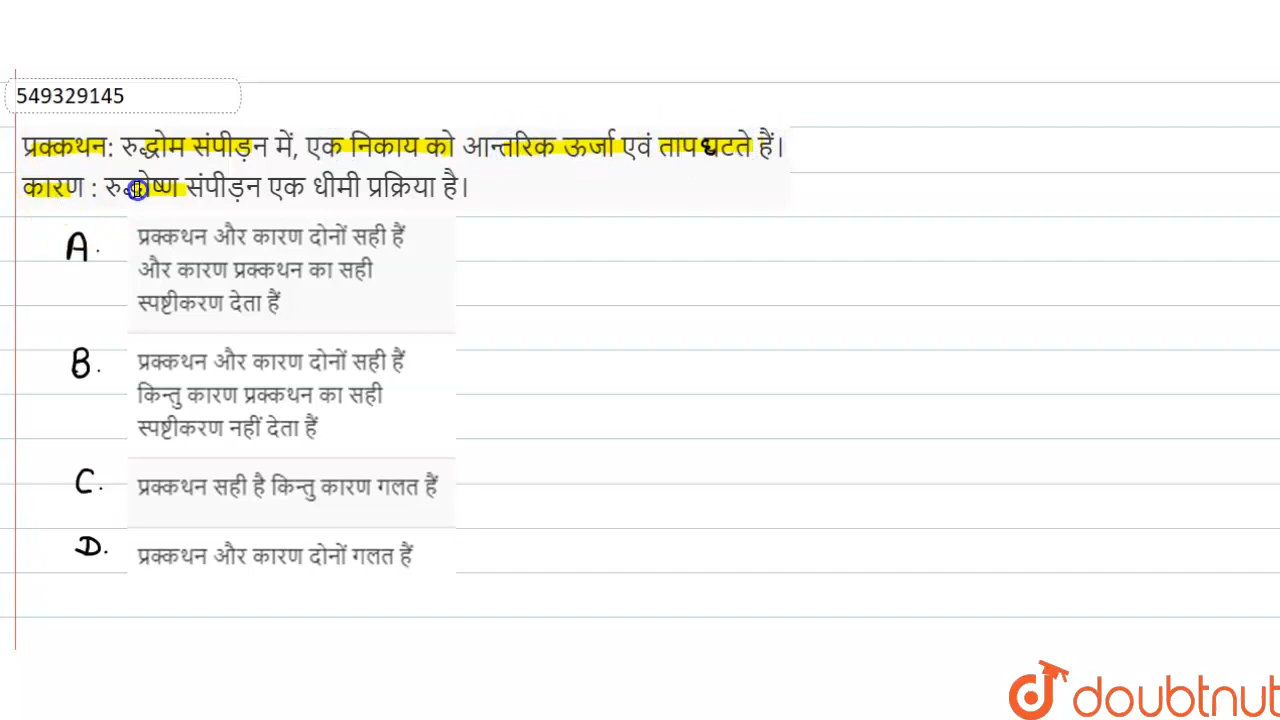 549329145
प्रक्कथन: रुद्धोम संपीड़न में, एक निकाय को आन्तरिक ऊर्जा एवं ताप घटते हैं।
कारण : रुद्धोष्ण संपीड़न एक धीमी प्रक्रिया है।
A. प्रक्कथन और कारण दोनों सही हैं
और कारण प्रक्कथन का सही
स्पष्टीकरण देता हैं
B. प्रक्कथन और कारण दोनों सही हैं
किन्तु कारण प्रक्कथन का सही
स्पष्टीकरण नहीं देता हैं
C. प्रक्कथन सही है किन्तु कारण गलत हैं
D. प्रक्कथन और कारण दोनों गलत हैं
doubtnut